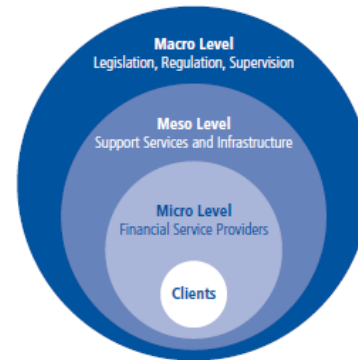 Macro Level
Legislation, Regulation, Supervision
Meso Level
Support Services and Infrastructure
Micro Level
Financial Service Providers
Clients